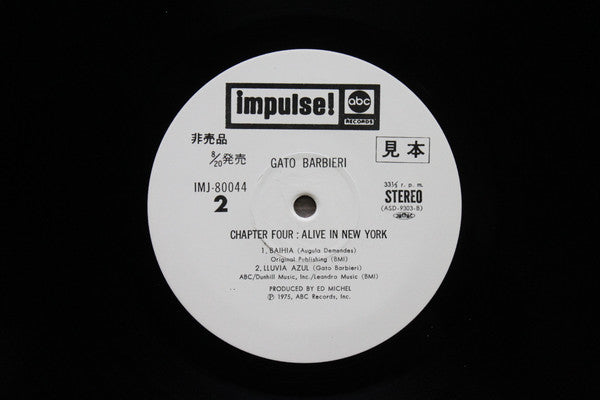 impulse!
abc
RECORDS
非売品
見本
8/20発売
GATO BARBIERI
IMJ-80044
2
33⅓ r.p.m.
STEREO
(ASD-9303-B)
CHAPTER FOUR : ALIVE IN NEW YORK
1. BAIHIA (Augula Demendes)
Original Publishing (BMI)
2. LLUVIA AZUL (Gato Barbieri)
ABC/Dunhill Music, Inc./Leandro Music (BMI)
PRODUCED BY ED MICHEL
℗ 1975, ABC Records, Inc.